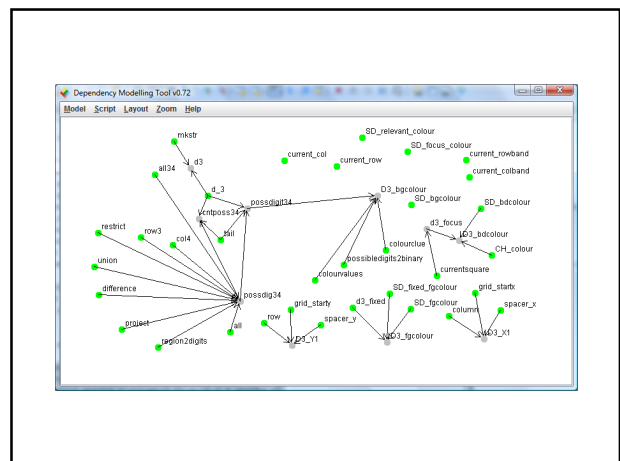 Dependency Modelling Tool v0.72
Model Script Layout Zoom Help
mkstr
SD_relevant_colour
SD_focus_colour
current_col
current_row
current_rowband
d3
all34
current_colband
d_3
possdigit34
D3_bgcolour
SD_bgcolour
SD_bdcolour
cntposs34
d3_focus
restrict
row3
tail
D3_bdcolour
col4
colourclue
CH_colour
union
possibledigits2binary
colourvalues
currentsquare
difference
possdig34
SD_fixed_fgcolour
grid_startx
grid_starty
d3_fixed
SD_fgcolour
spacer_x
column
project
all
row
spacer_y
region2digits
D3_Y1
D3_fgcolour
D3_X1